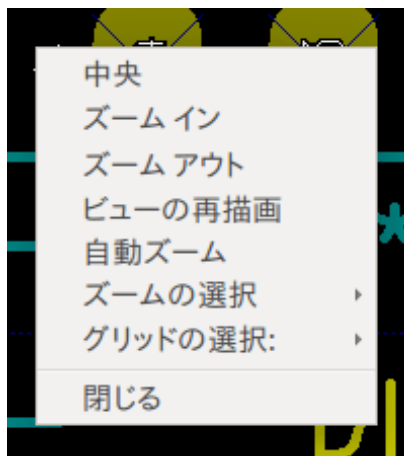 中央
ズーム イン
ズーム アウト
ビューの再描画
自動ズーム
ズームの選択
グリッドの選択:
閉じる